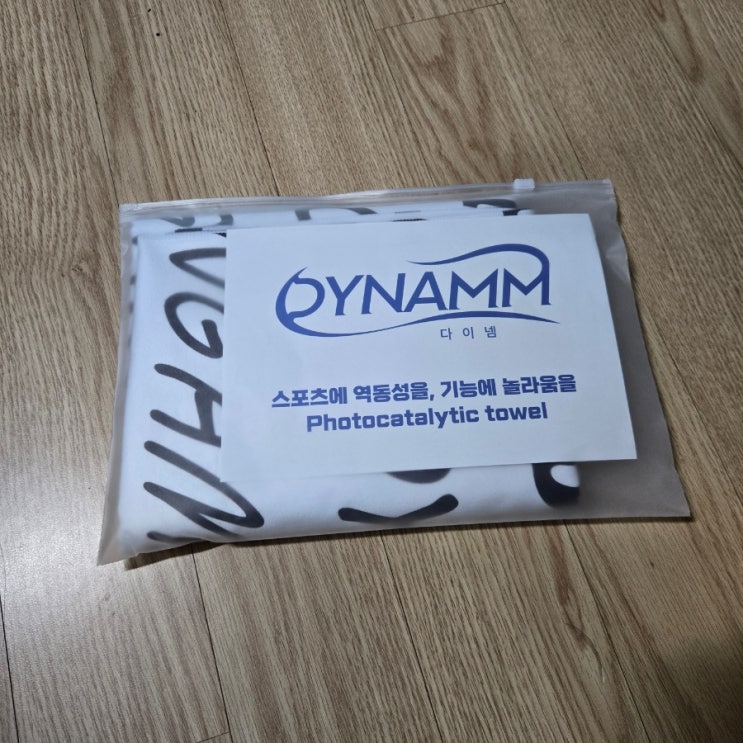 DYNAMM
다이넴
스포츠에 역동성을, 기능에 놀라움을
Photocatalytic towel